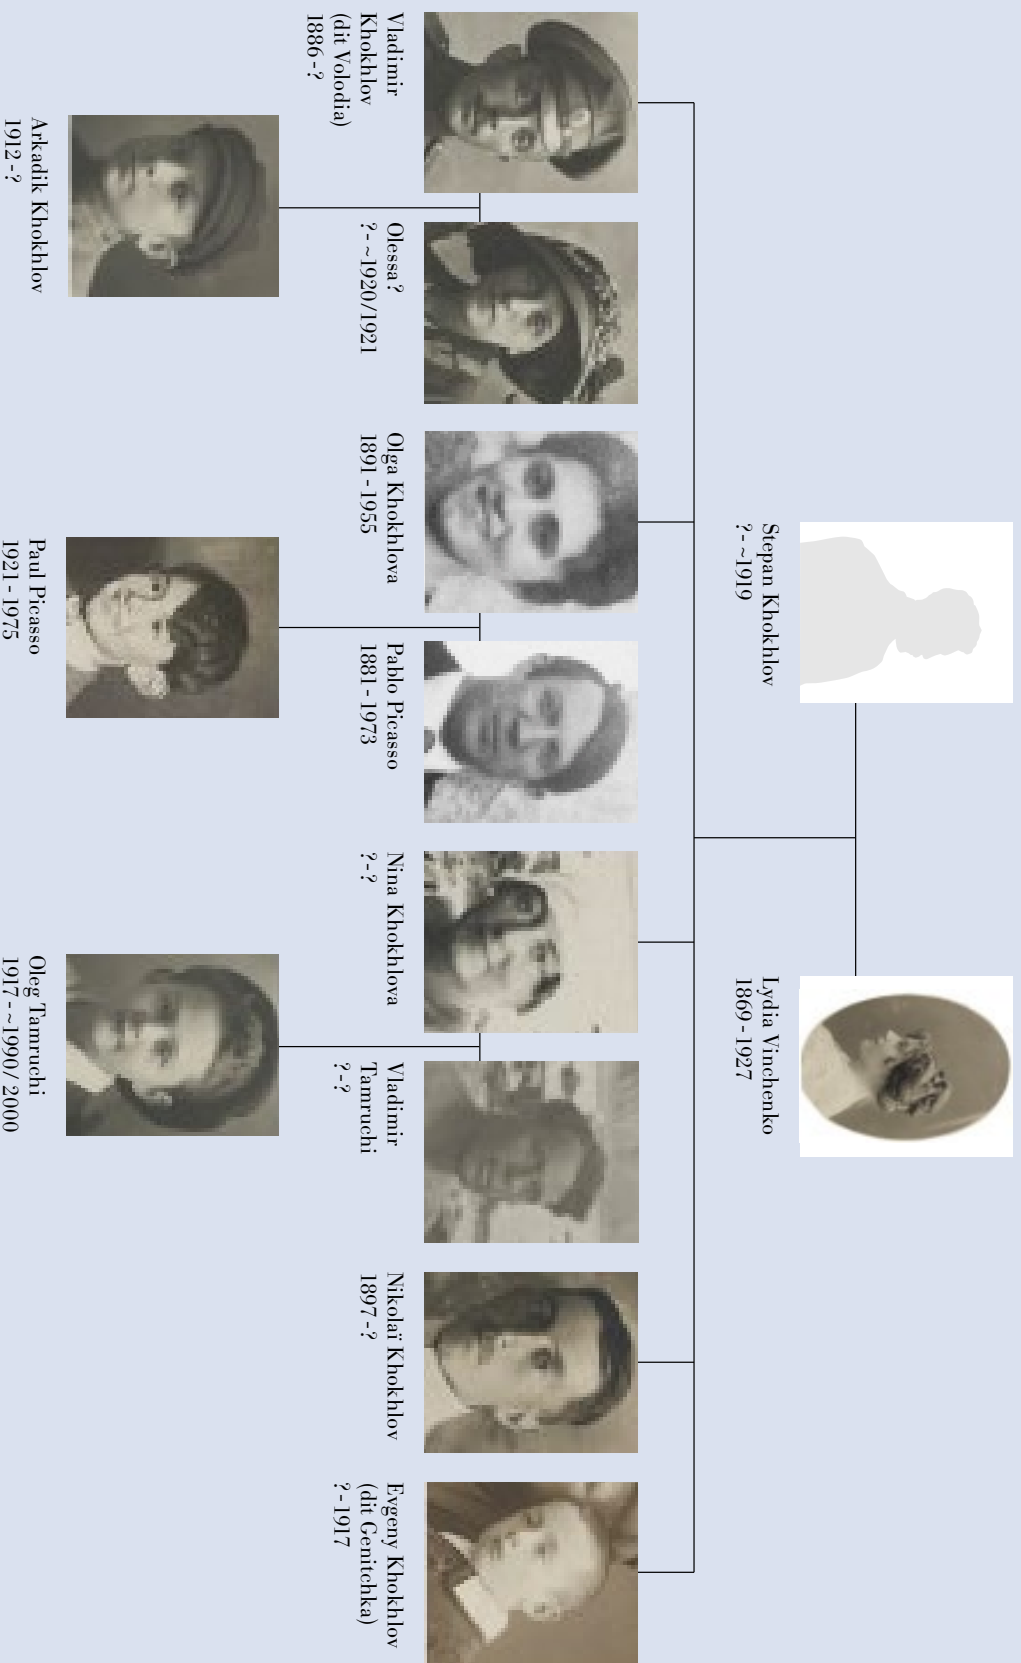 Stepan Khokhlov
? - ~1919
Lydia Vinchenko
1869 - 1927
Vladimir
Khokhlov
(dit Volodia)
1886 - ?
Olessa ?
? - ~1920/1921
Olga Khokhlova
1891 - 1955
Pablo Picasso
1881 - 1973
Nina Khokhlova
? - ?
Vladimir
Tamruchi
? - ?
Nikolaï Khokhlov
1897 - ?
Evgeny Khokhlov
(dit Genitchka)
? - 1917
Arkadik Khokhlov
1912 - ?
Paul Picasso
1921 - 1975
Oleg Tamruchi
1917 - ~1990/ 2000